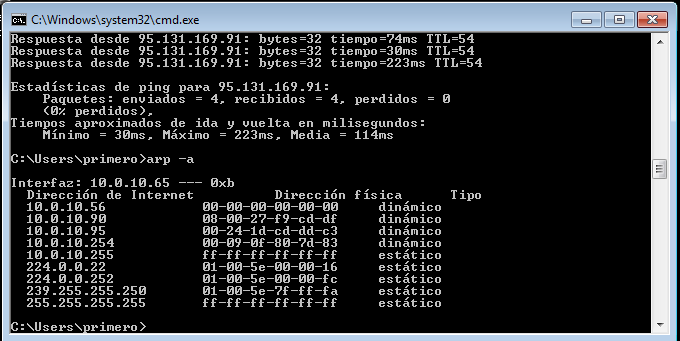 C:\Windows\system32\cmd.exe
Respuesta desde 95.131.169.91: bytes=32 tiempo=74ms TTL=54
Respuesta desde 95.131.169.91: bytes=32 tiempo=30ms TTL=54
Respuesta desde 95.131.169.91: bytes=32 tiempo=223ms TTL=54
Estadísticas de ping para 95.131.169.91:
Paquetes: enviados = 4, recibidos = 4, perdidos = 0
(0% perdidos),
Tiempos aproximados de ida y vuelta en milisegundos:
Mínimo = 30ms, Máximo = 223ms, Media = 114ms
C:\Users\primero>arp -a
Interfaz: 10.0.10.65 --- 0xb
Dirección de Internet Dirección física Tipo
10.0.10.56 00-00-00-00-00-00 dinámico
10.0.10.90 08-00-27-f9-cd-df dinámico
10.0.10.95 00-24-1d-cd-dd-c3 dinámico
10.0.10.254 00-09-0f-80-7d-83 dinámico
10.0.10.255 ff-ff-ff-ff-ff-ff estático
224.0.0.22 01-00-5e-00-00-16 estático
224.0.0.252 01-00-5e-00-00-fc estático
239.255.255.250 01-00-5e-7f-ff-fa estático
255.255.255.255 ff-ff-ff-ff-ff-ff estático
C:\Users\primero>